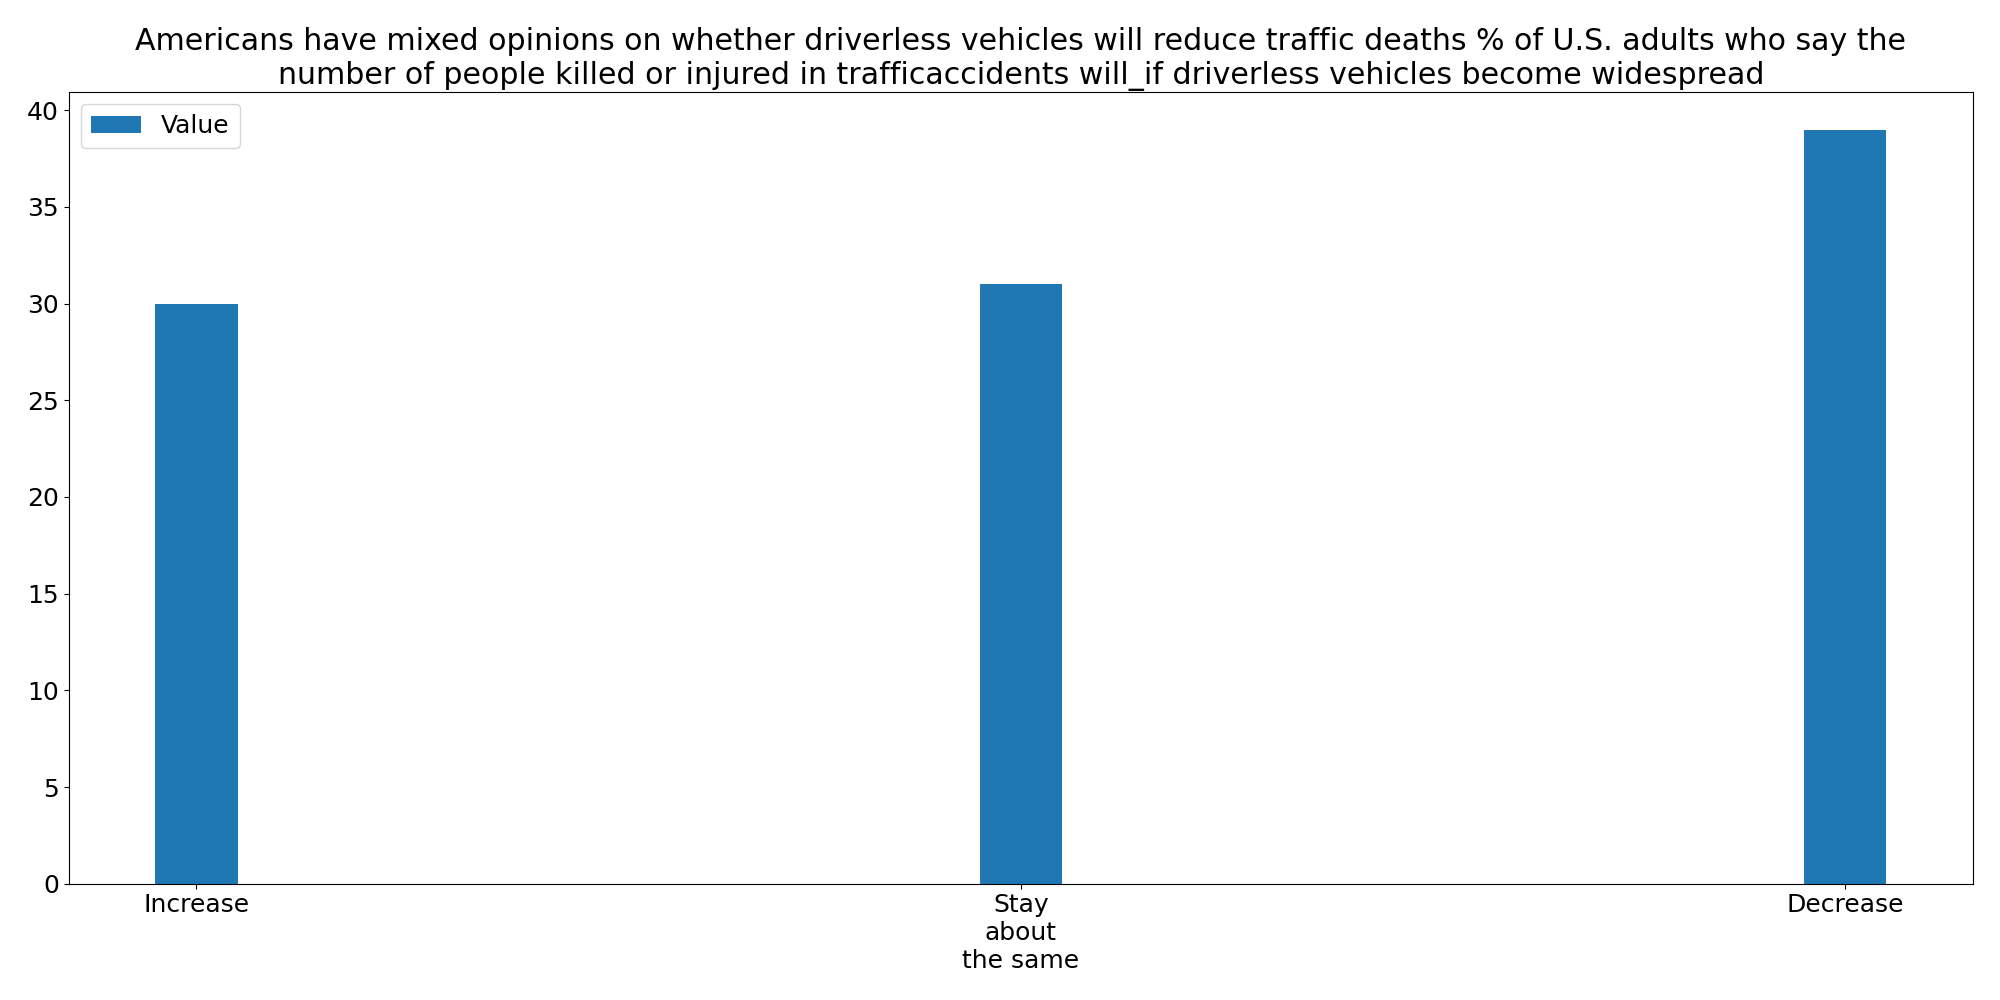 Americans have mixed opinions on whether driverless vehicles will reduce traffic deaths % of U.S. adults who say the
number of people killed or injured in trafficaccidents will_if driverless vehicles become widespread
Value
40
35
30
25
20
15
10
5
0
Increase
Stay
about
the same
Decrease